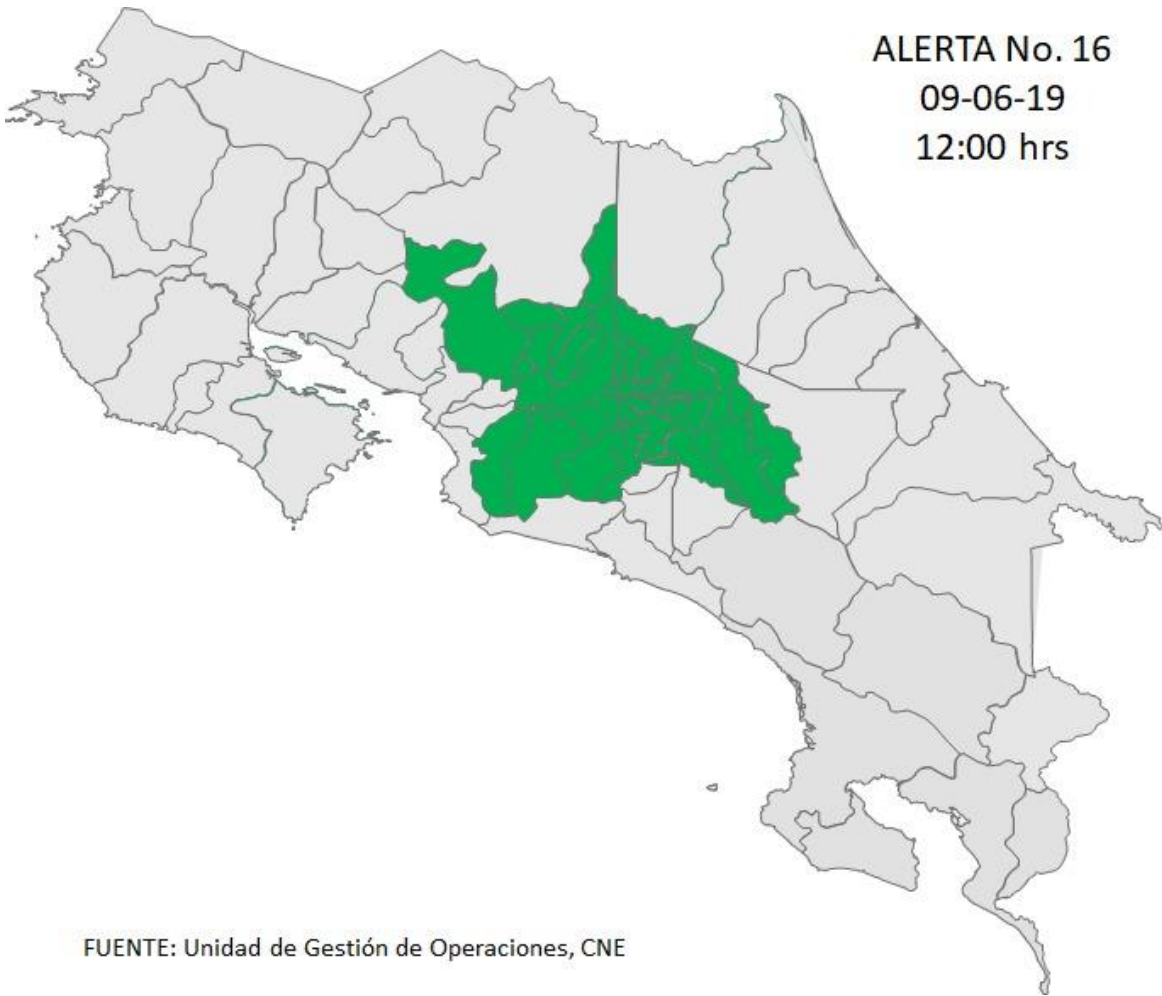 ALERTA No. 16
09-06-19
12:00 hrs
FUENTE: Unidad de Gestión de Operaciones, CNE